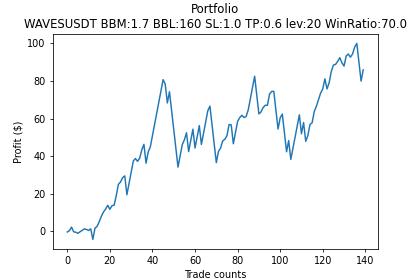 Portfolio
WAVESUSDT BBM:1.7 BBL:160 SL:1.0 TP:0.6 lev:20 WinRatio:70.0
100
80
60
40
20
0
Profit ($)
0 20 40 60 80 100 120 140
Trade counts